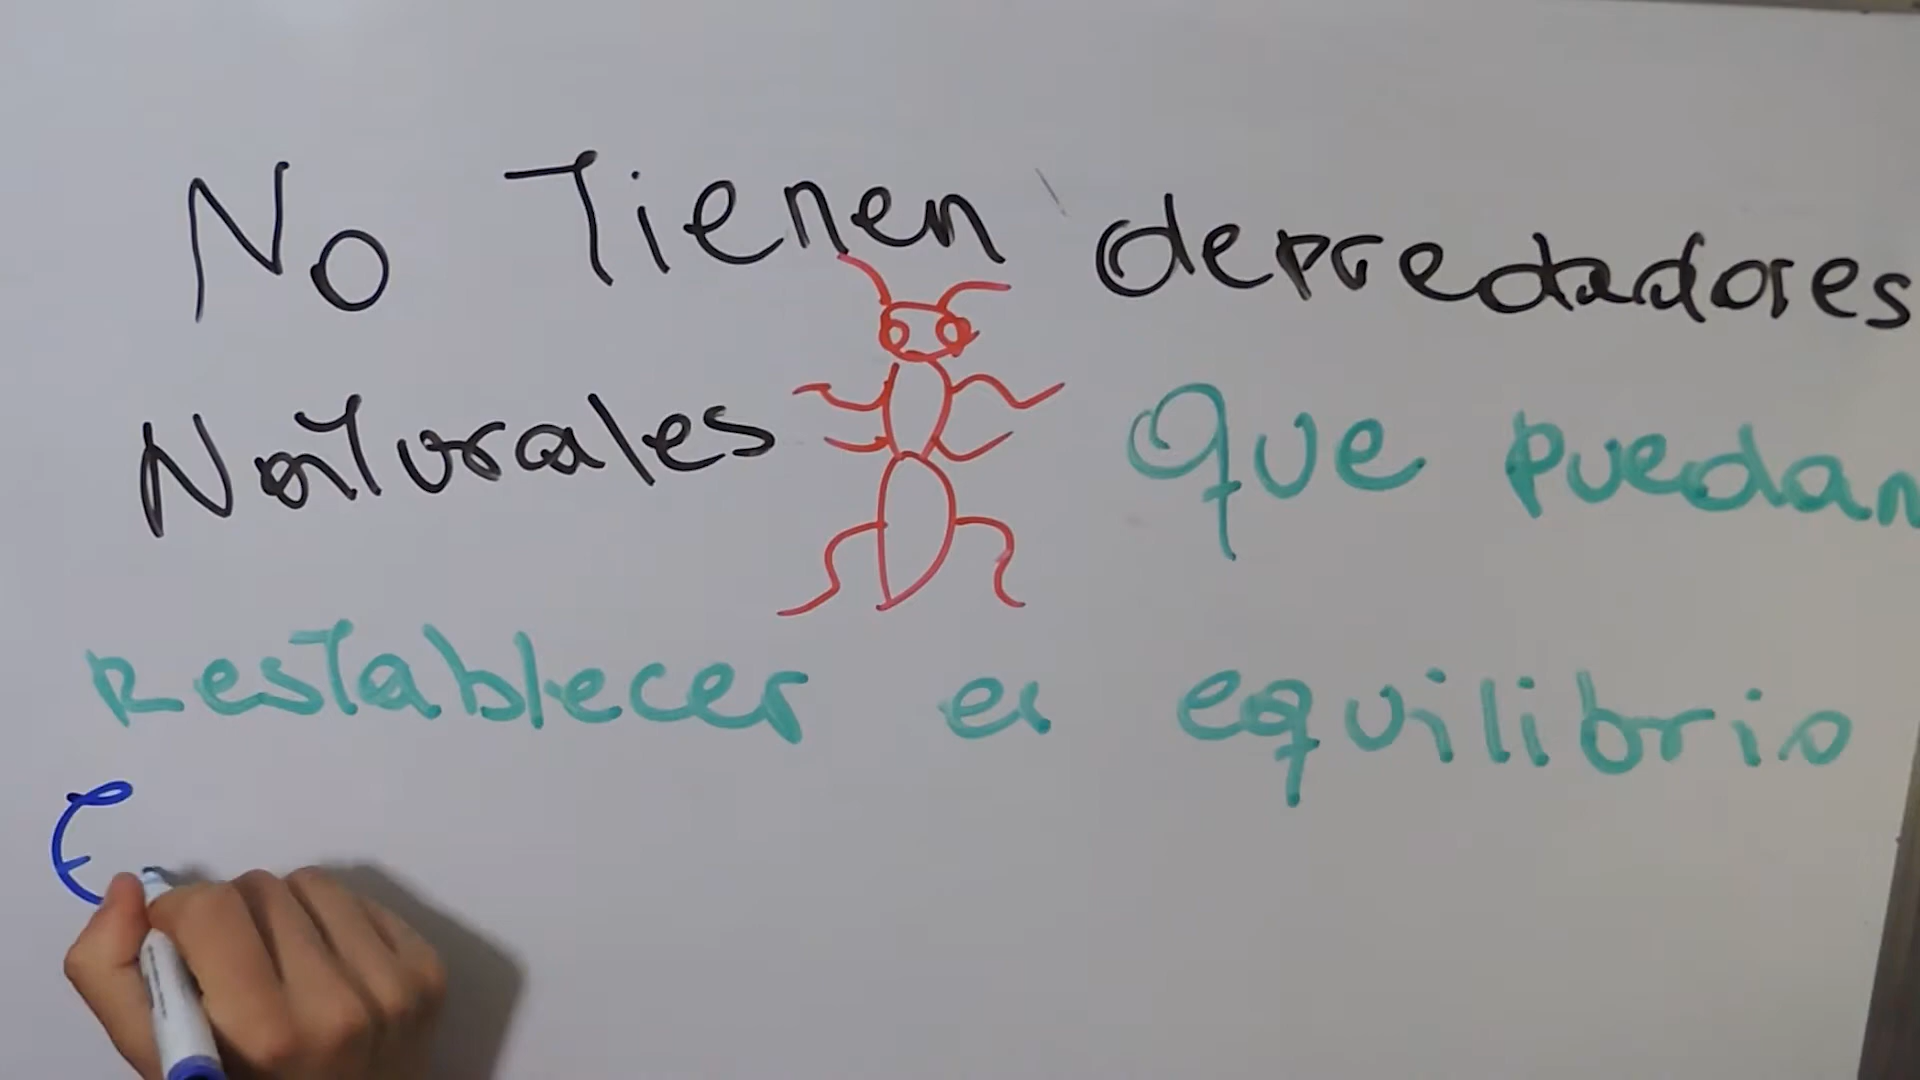 No Tienen depredadores
Naturales que puedan
Restablecer el equilibrio
E